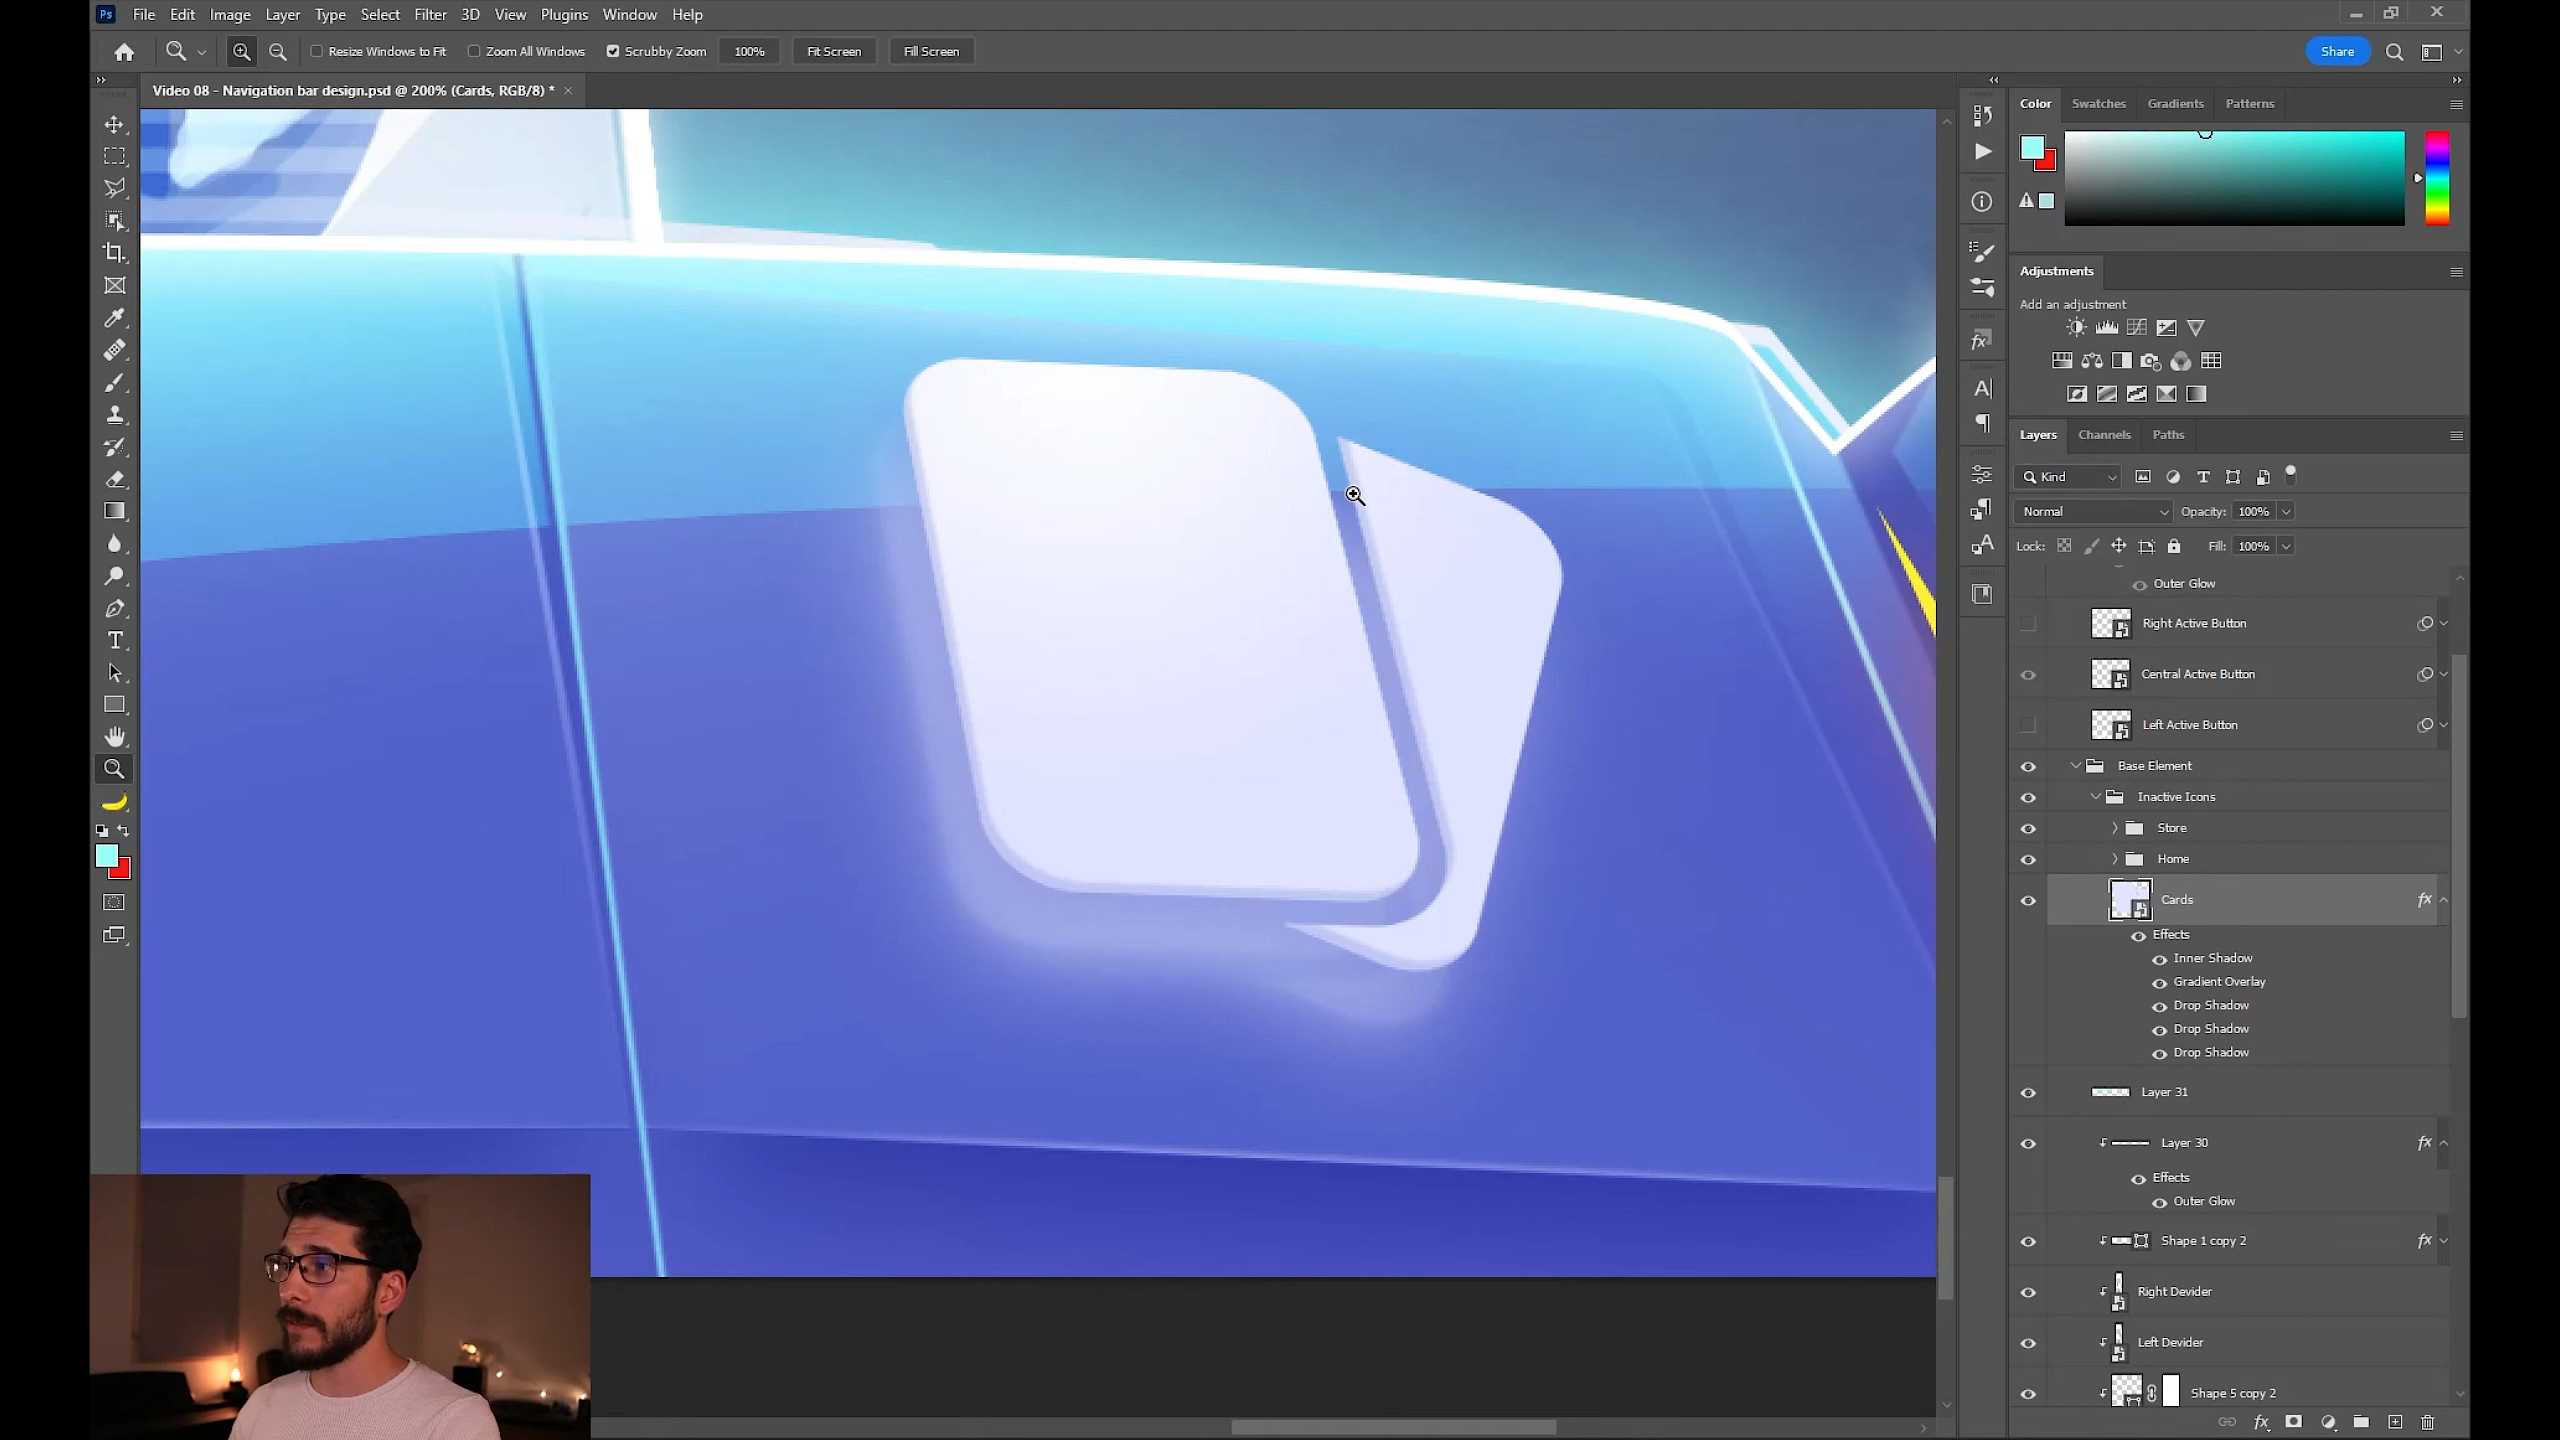 Ps File Edit Image Layer Select Filter 3D View Plugins Window Help
Resize Windows to Fit Zoom All Windows Scrubby Zoom 100% Fit Screen Fill Screen Share
Video 08 - Navigation bar design.psd @ 200% (Cards, RGB/8) * ×
Color Swatches Gradients Patterns
Adjustments
Add an adjustment
Layers Channels Paths
Kind
Normal Opacity: 100%
Lock: Fill: 100%
Outer Glow
Right Active Button
Central Active Button
Left Active Button
Base Element
Inactive Icons
Store
Home
Cards fx
Effects
Inner Shadow
Gradient Overlay
Drop Shadow
Drop Shadow
Drop Shadow
Layer 31
Layer 30 fx
Effects
Outer Glow
Shape 1 copy 2 fx
Right Devider
Left Devider
Shape 5 copy 2
fx